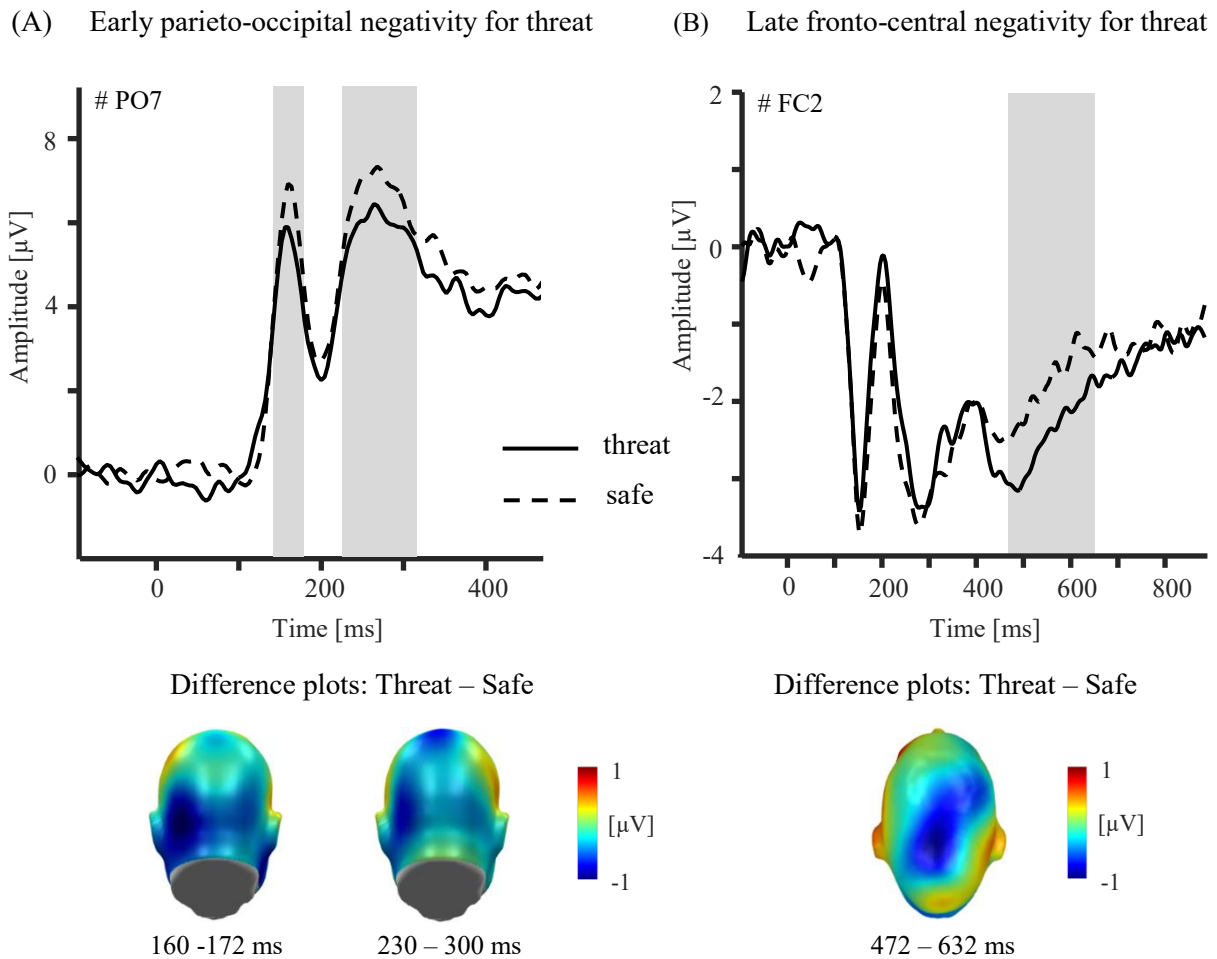 (A) Early parieto-occipital negativity for threat
# PO7
8
4
0
Amplitude [µV]
0 200 400
Time [ms]
threat
safe
(B) Late fronto-central negativity for threat
# FC2
2
0
-2
-4
Amplitude [µV]
0 200 400 600 800
Time [ms]
Difference plots: Threat – Safe
1
[µV]
-1
160 -172 ms
230 – 300 ms
Difference plots: Threat – Safe
1
[µV]
-1
472 – 632 ms